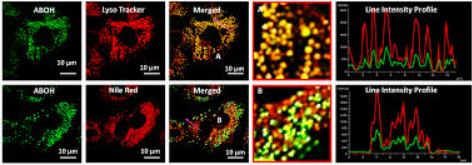 ABOH
Lyso Tracker
Merged
A
Line Intensity Profile
10 μm
10 μm
10 μm
A
ABOH
Nile Red
Merged
B
Line Intensity Profile
10 μm
10 μm
10 μm
B